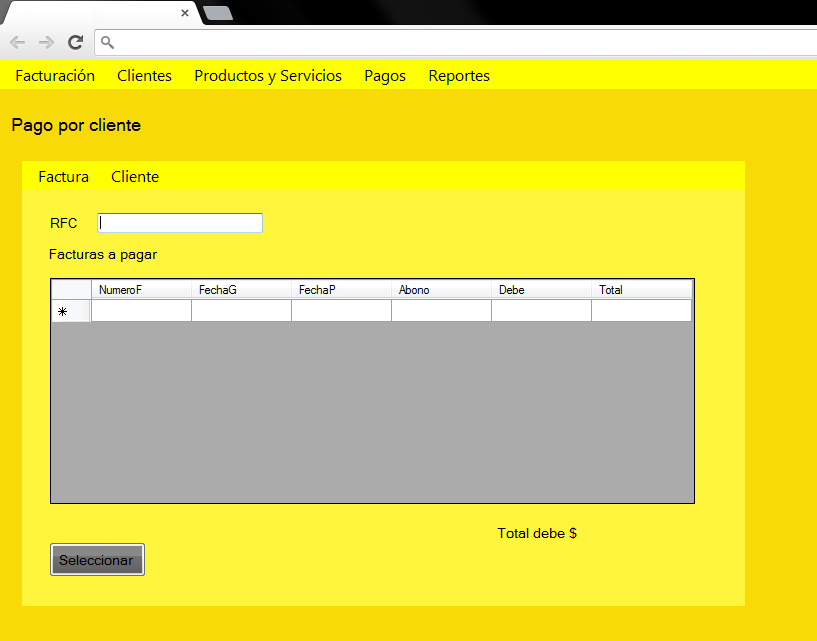 Facturación Clientes Productos y Servicios Pagos Reportes
Pago por cliente
Factura Cliente
RFC
Facturas a pagar
NumeroF FechaG FechaP Abono Debe Total
Total debe $
Seleccionar